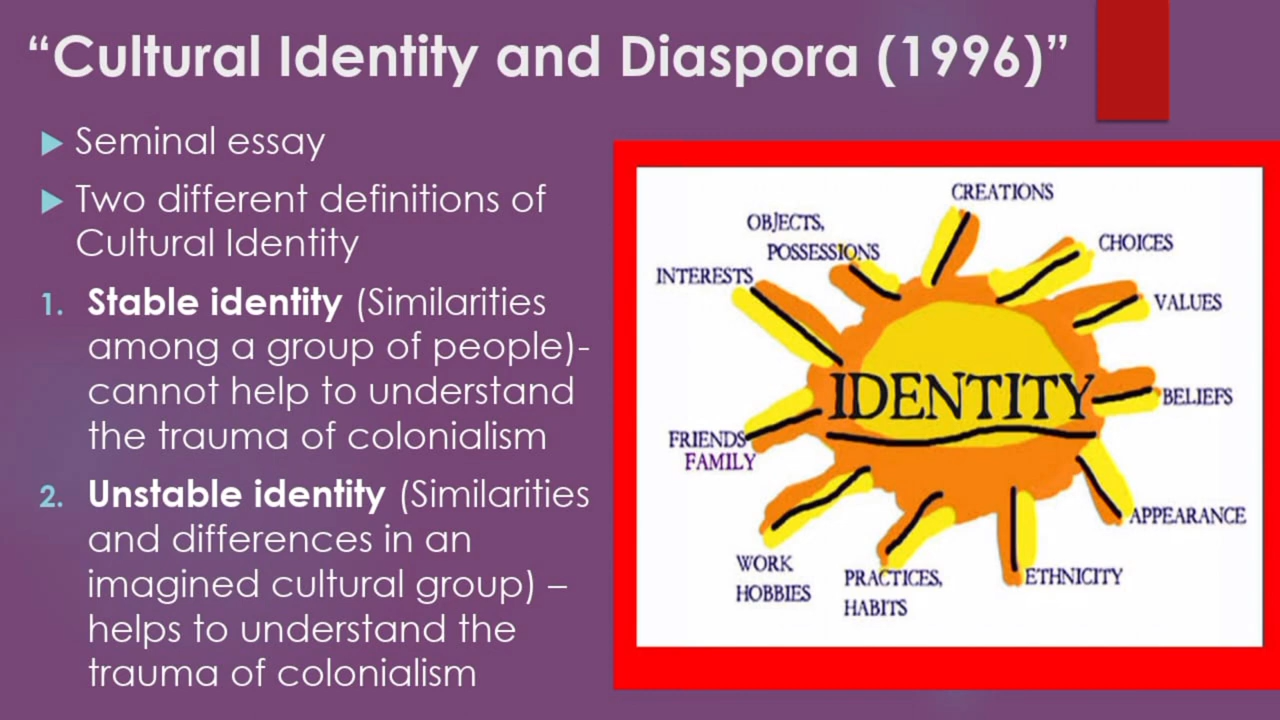 “Cultural Identity and Diaspora (1996)”
Seminal essay
Two different definitions of
Cultural Identity
1. Stable identity (Similarities
among a group of people)-
cannot help to understand
the trauma of colonialism
2. Unstable identity (Similarities
and differences in an
imagined cultural group) –
helps to understand the
trauma of colonialism
CREATIONS
OBJECTS,
POSSESSIONS
CHOICES
INTERESTS
VALUES
IDENTITY
BELIEFS
FRIENDS
FAMILY
APPEARANCE
WORK
HOBBIES
PRACTICES,
HABITS
ETHNICITY